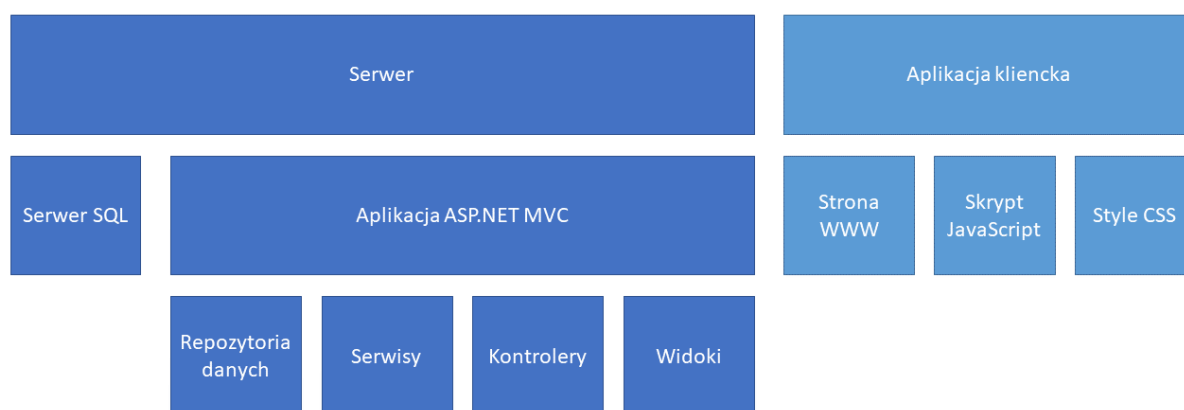 Serwer
Aplikacja kliencka
Serwer SQL
Aplikacja ASP.NET MVC
Strona
WWW
Skrypt
JavaScript
Style CSS
Repozytoria
danych
Serwisy
Kontrolery
Widoki